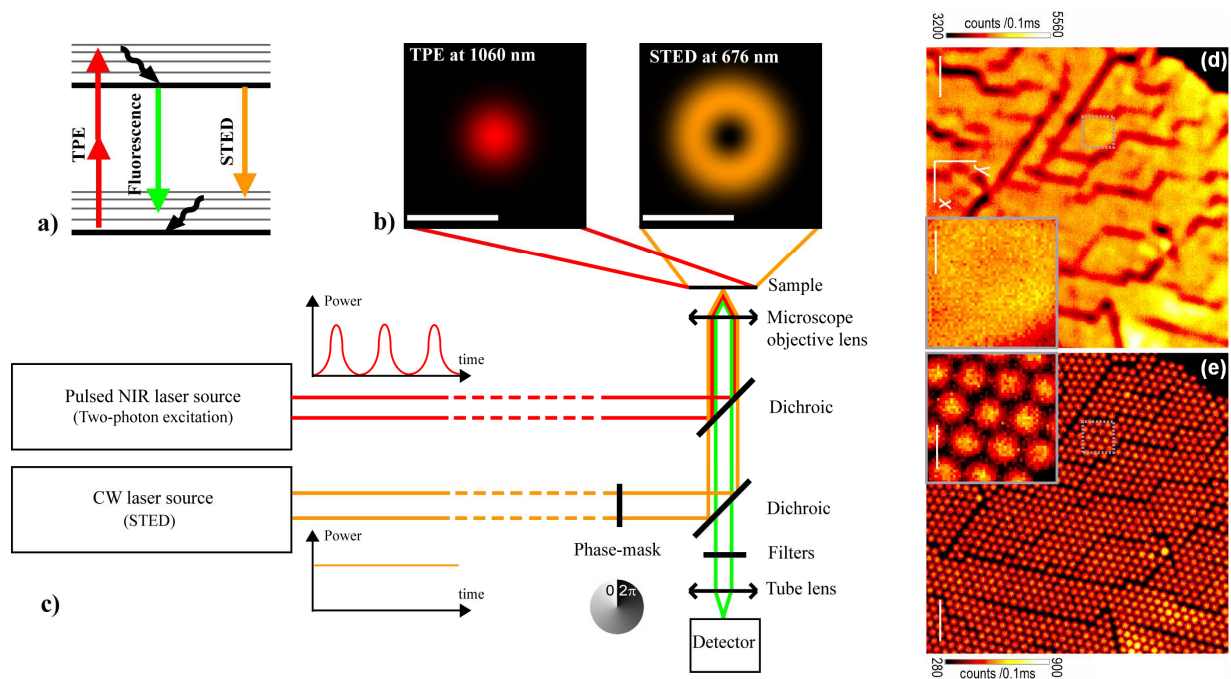 a)
TPE
Fluorescence
STED
b)
TPE at 1060 nm
STED at 676 nm
Sample
Microscope
objective lens
Power
time
Pulsed NIR laser source
(Two-photon excitation)
Dichroic
CW laser source
(STED)
Dichroic
Phase-mask
Filters
Power
time
0 2π
Tube lens
Detector
c)
3200 counts /0.1ms 5560
(d)
y
x
(e)
280 counts /0.1ms 900